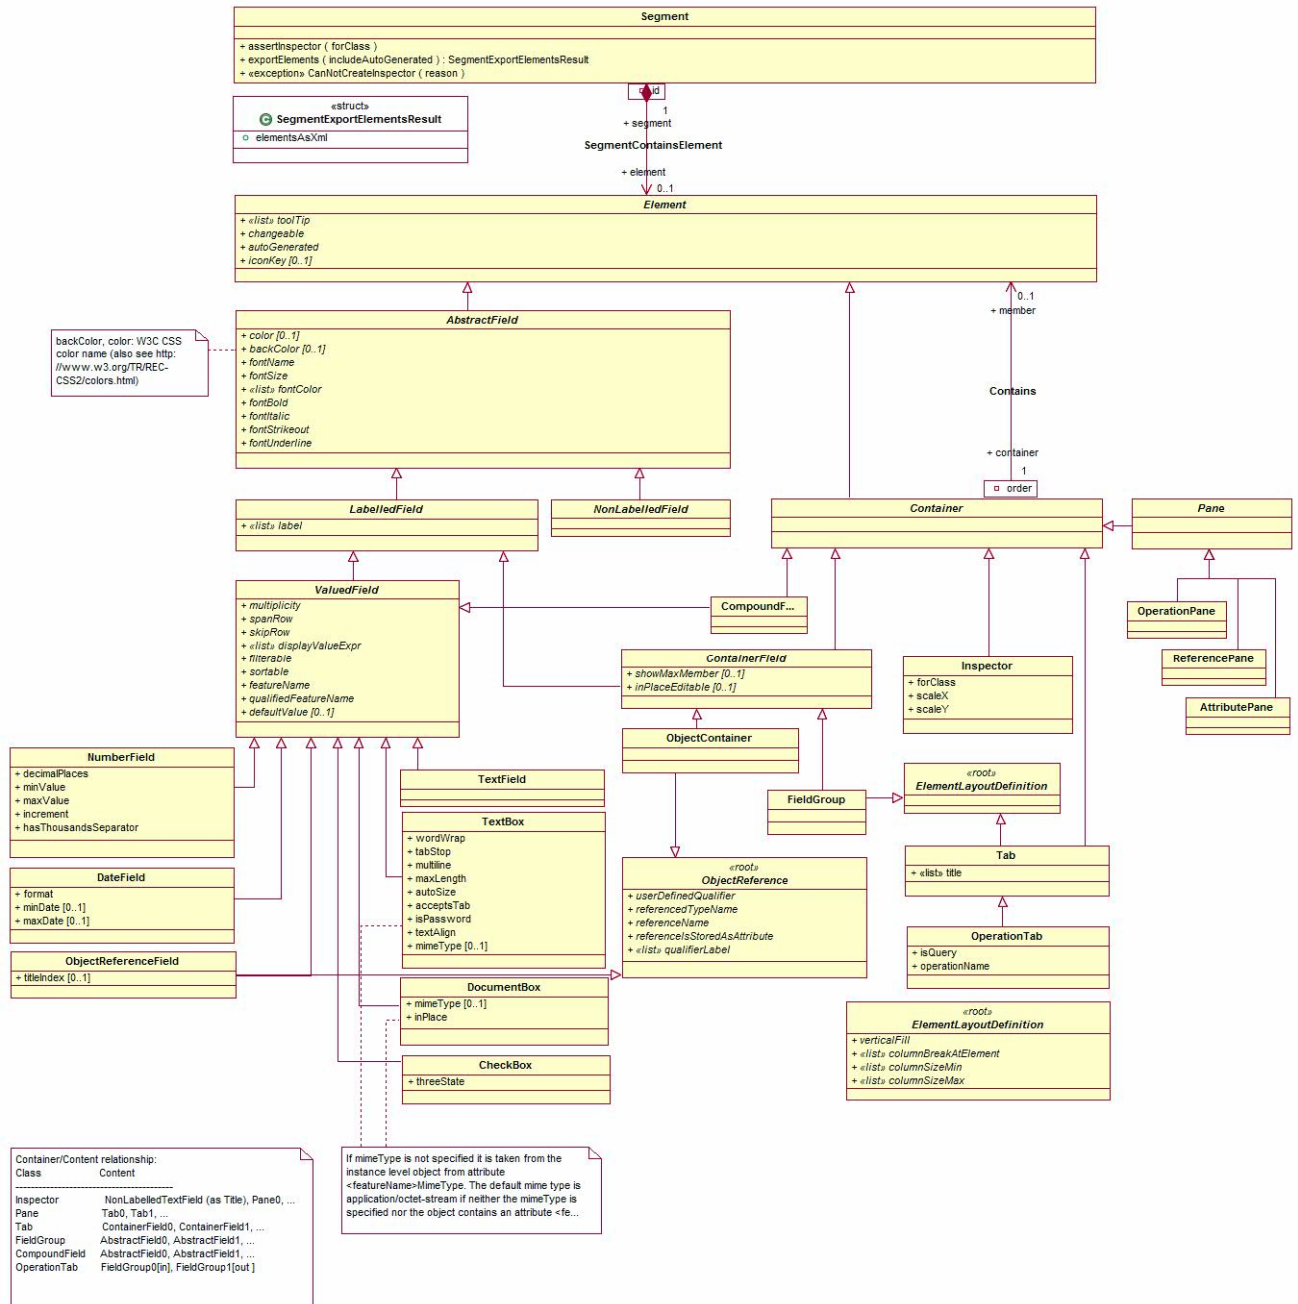 Segment
+ assertInspector ( forClass )
+ exportElements ( includeAutoGenerated ) : SegmentExportElementsResult
+ «exception» CanNotCreateInspector ( reason )
id
«struct»
C SegmentExportElementsResult
elementsAsXml
1
+ segment
SegmentContainsElement
+ element
0..1
Element
+ «list» toolTip
+ changeable
+ autoGenerated
+ iconKey [0..1]
0..1
+ member
AbstractField
+ color [0..1]
+ backColor [0..1]
+ fontName
+ fontSize
+ «list» fontColor
+ fontBold
+ fontItalic
+ fontStrikeout
+ fontUnderline
backColor, color: W3C CSS
color name (also see http:
//www.w3.org/TR/REC-
CSS2/colors.html)
Contains
+ container
1
order
LabelledField
+ «list» label
NonLabelledField
Container
Pane
ValuedField
+ multiplicity
+ spanRow
+ skipRow
+ «list» displayValueExpr
+ filterable
+ sortable
+ featureName
+ qualifiedFeatureName
+ defaultValue [0..1]
CompoundF...
OperationPane
ContainerField
+ showMaxMember [0..1]
+ inPlaceEditable [0..1]
Inspector
+ forClass
+ scaleX
+ scaleY
ReferencePane
AttributePane
ObjectContainer
NumberField
+ decimalPlaces
+ minValue
+ maxValue
+ increment
+ hasThousandsSeparator
TextField
FieldGroup
«root»
ElementLayoutDefinition
TextBox
+ wordWrap
+ tabStop
+ multiline
+ maxLength
+ autoSize
+ acceptsTab
+ isPassword
+ textAlign
+ mimeType [0..1]
Tab
+ «list» title
«root»
ObjectReference
+ userDefinedQualifier
+ referencedTypeName
+ referenceName
+ referenceIsStoredAsAttribute
+ «list» qualifierLabel
DateField
+ format
+ minDate [0..1]
+ maxDate [0..1]
OperationTab
+ isQuery
+ operationName
ObjectReferenceField
+ titleIndex [0..1]
DocumentBox
+ mimeType [0..1]
+ inPlace
«root»
ElementLayoutDefinition
+ verticalFill
+ «list» columnBreakAtElement
+ «list» columnSizeMin
+ «list» columnSizeMax
CheckBox
+ threeState
Container/Content relationship:
Class Content
------------------------------------------
Inspector NonLabelledTextField (as Title), Pane0, ...
Pane Tab0, Tab1, ...
Tab ContainerField0, ContainerField1, ...
FieldGroup AbstractField0, AbstractField1, ...
CompoundField AbstractField0, AbstractField1, ...
OperationTab FieldGroup0[in], FieldGroup1[out ]
If mimeType is not specified it is taken from the
instance level object from attribute
<featureName>MimeType. The default mime type is
application/octet-stream if neither the mimeType is
specified nor the object contains an attribute <fe...